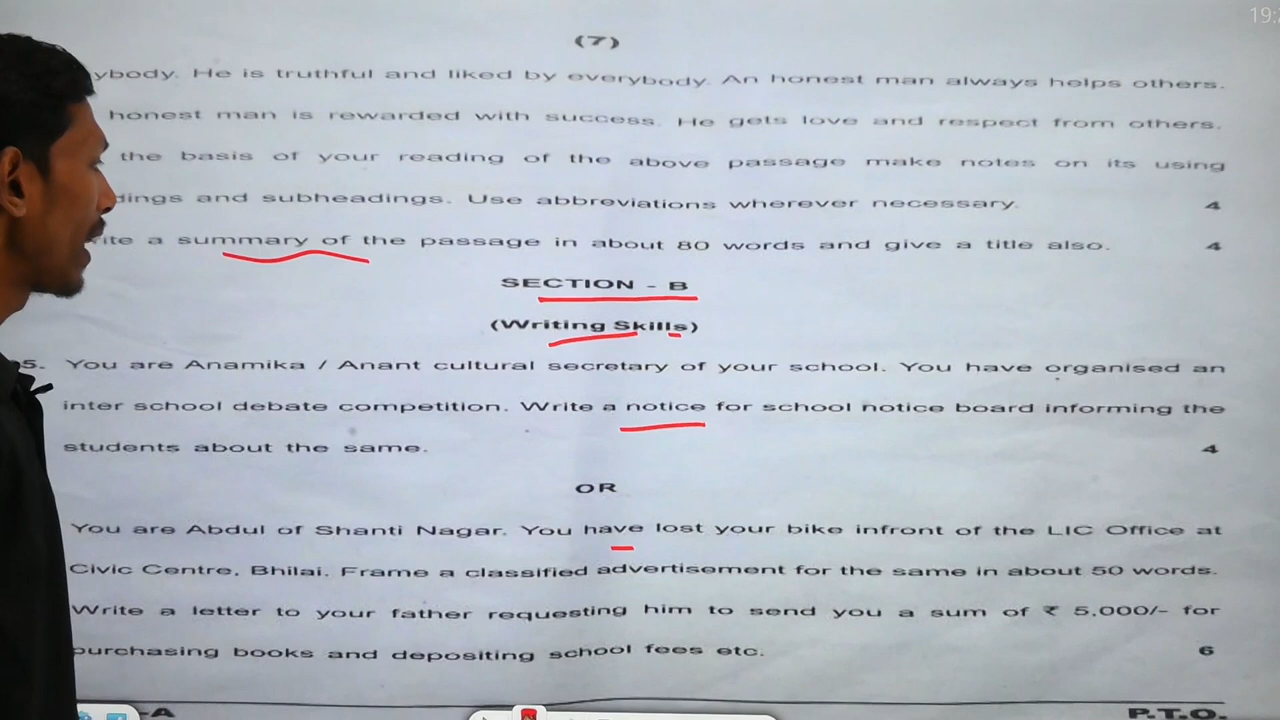 19:
(7)
ybody. He is truthful and liked by everybody. An honest man always helps others.
honest man is rewarded with success. He gets love and respect from others.
the basis of your reading of the above passage make notes on its using
dings and subheadings. Use abbreviations wherever necessary. 4
ite a summary of the passage in about 80 words and give a title also. 4
SECTION - B
(Writing Skills)
5. You are Anamika / Anant cultural secretary of your school. You have organised an
inter school debate competition. Write a notice for school notice board informing the
students about the same. 4
OR
You are Abdul of Shanti Nagar. You have lost your bike infront of the LIC Office at
Civic Centre, Bhilai. Frame a classified advertisement for the same in about 50 words.
Write a letter to your father requesting him to send you a sum of ₹ 5,000/- for
purchasing books and depositing school fees etc. 6
-A P.T.O.